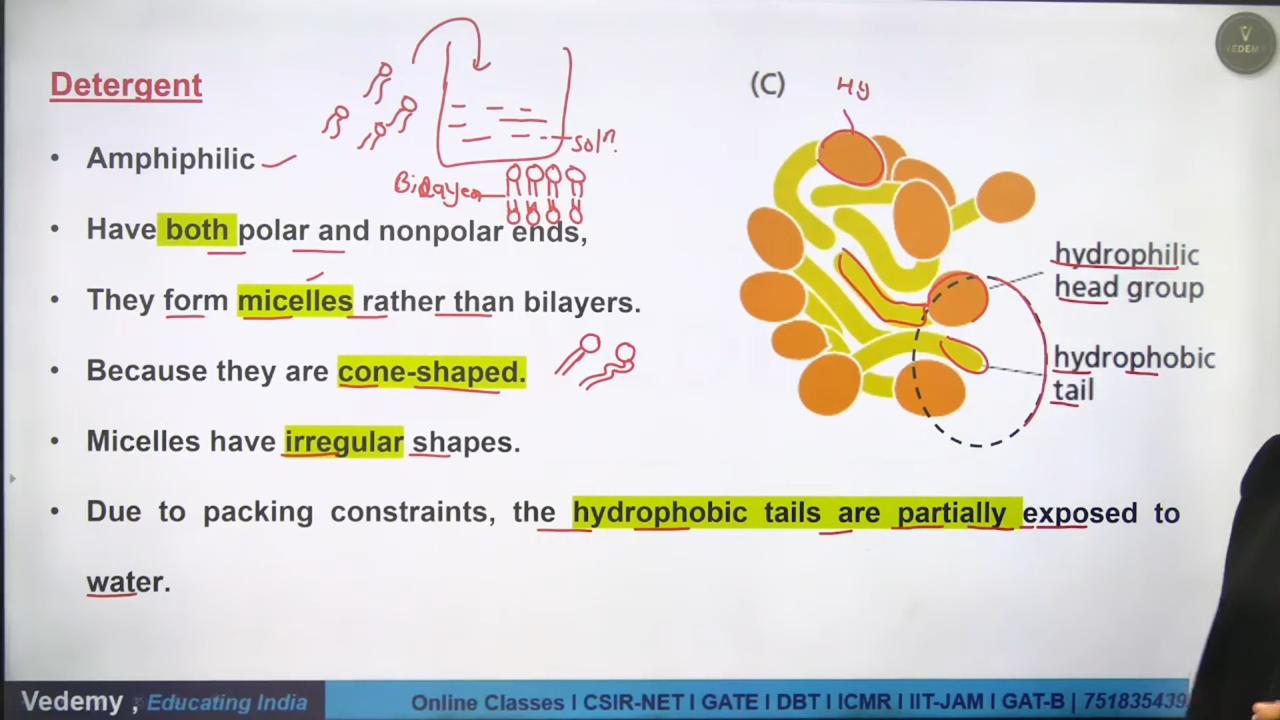 VEDEMY
Detergent
(C)
Hy
• Amphiphilic
soln.
Bilayer
• Have both polar and nonpolar ends,
hydrophilic
head group
• They form micelles rather than bilayers.
• Because they are cone-shaped.
hydrophobic
tail
• Micelles have irregular shapes.
• Due to packing constraints, the hydrophobic tails are partially exposed to
water.
Vedemy , Educating India
Online Classes I CSIR-NET I GATE I DBT I ICMR I IIT-JAM I GAT-B | 751835439